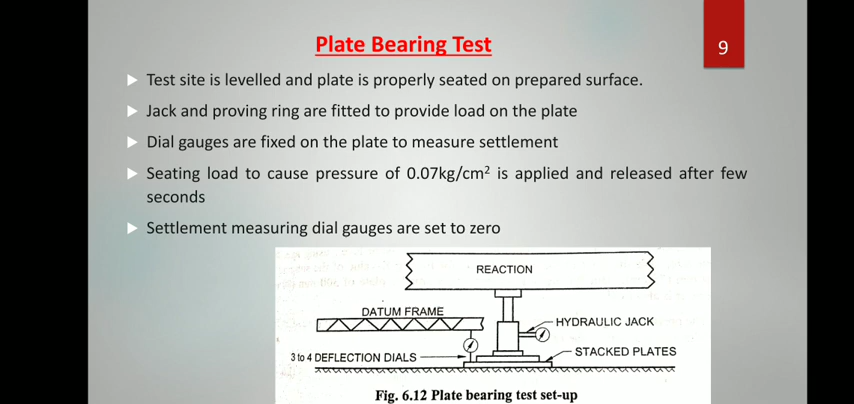 Plate Bearing Test
9
Test site is levelled and plate is properly seated on prepared surface.
Jack and proving ring are fitted to provide load on the plate
Dial gauges are fixed on the plate to measure settlement
Seating load to cause pressure of 0.07kg/cm² is applied and released after few
seconds
Settlement measuring dial gauges are set to zero
REACTION
DATUM FRAME
HYDRAULIC JACK
3 to 4 DEFLECTION DIALS
STACKED PLATES
Fig. 6.12 Plate bearing test set-up